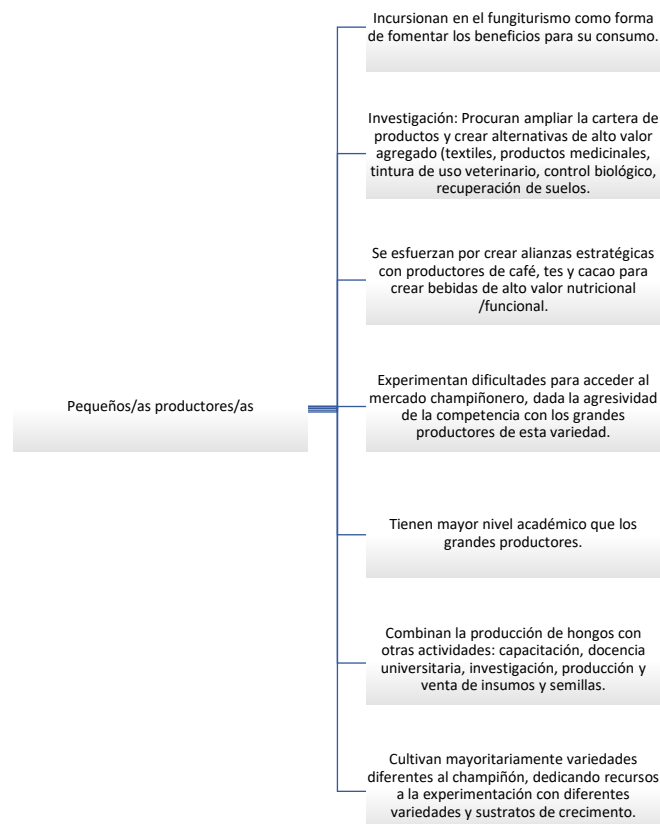 Incursionan en el fungiturismo como forma
de fomentar los beneficios para su consumo.
Investigación: Procuran ampliar la cartera de
productos y crear alternativas de alto valor
agregado (textiles, productos medicinales,
tintura de uso veterinario, control biológico,
recuperación de suelos.
Se esfuerzan por crear alianzas estratégicas
con productores de café, tes y cacao para
crear bebidas de alto valor nutricional
/funcional.
Pequeños/as productores/as
Experimentan dificultades para acceder al
mercado champiñonero, dada la agresividad
de la competencia con los grandes
productores de esta variedad.
Tienen mayor nivel académico que los
grandes productores.
Combinan la producción de hongos con
otras actividades: capacitación, docencia
universitaria, investigación, producción y
venta de insumos y semillas.
Cultivan mayoritariamente variedades
diferentes al champiñón, dedicando recursos
a la experimentación con diferentes
variedades y sustratos de crecimento.